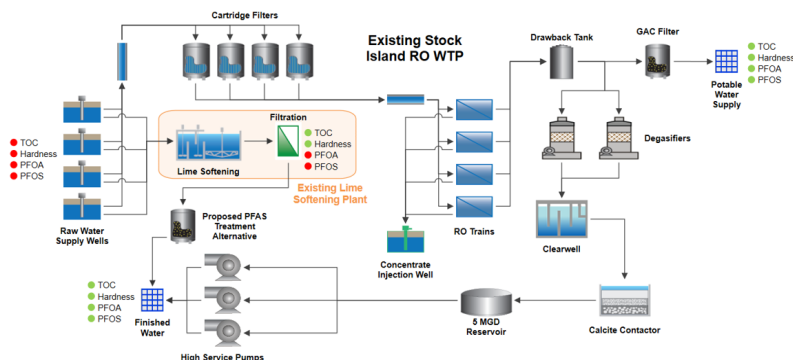 Cartridge Filters
Existing Stock
Island RO WTP
Drawback Tank
GAC Filter
TOC
Hardness
PFOA
PFOS
Potable
Water
Supply
Filtration
TOC
Hardness
PFOA
PFOS
Lime Softening
Existing Lime
Softening Plant
TOC
Hardness
PFOA
PFOS
Raw Water
Supply Wells
Proposed PFAS
Treatment
Alternative
RO Trains
Degasifiers
Concentrate
Injection Well
Clearwell
TOC
Hardness
PFOA
PFOS
Finished
Water
High Service Pumps
5 MGD
Reservoir
Calcite Contactor